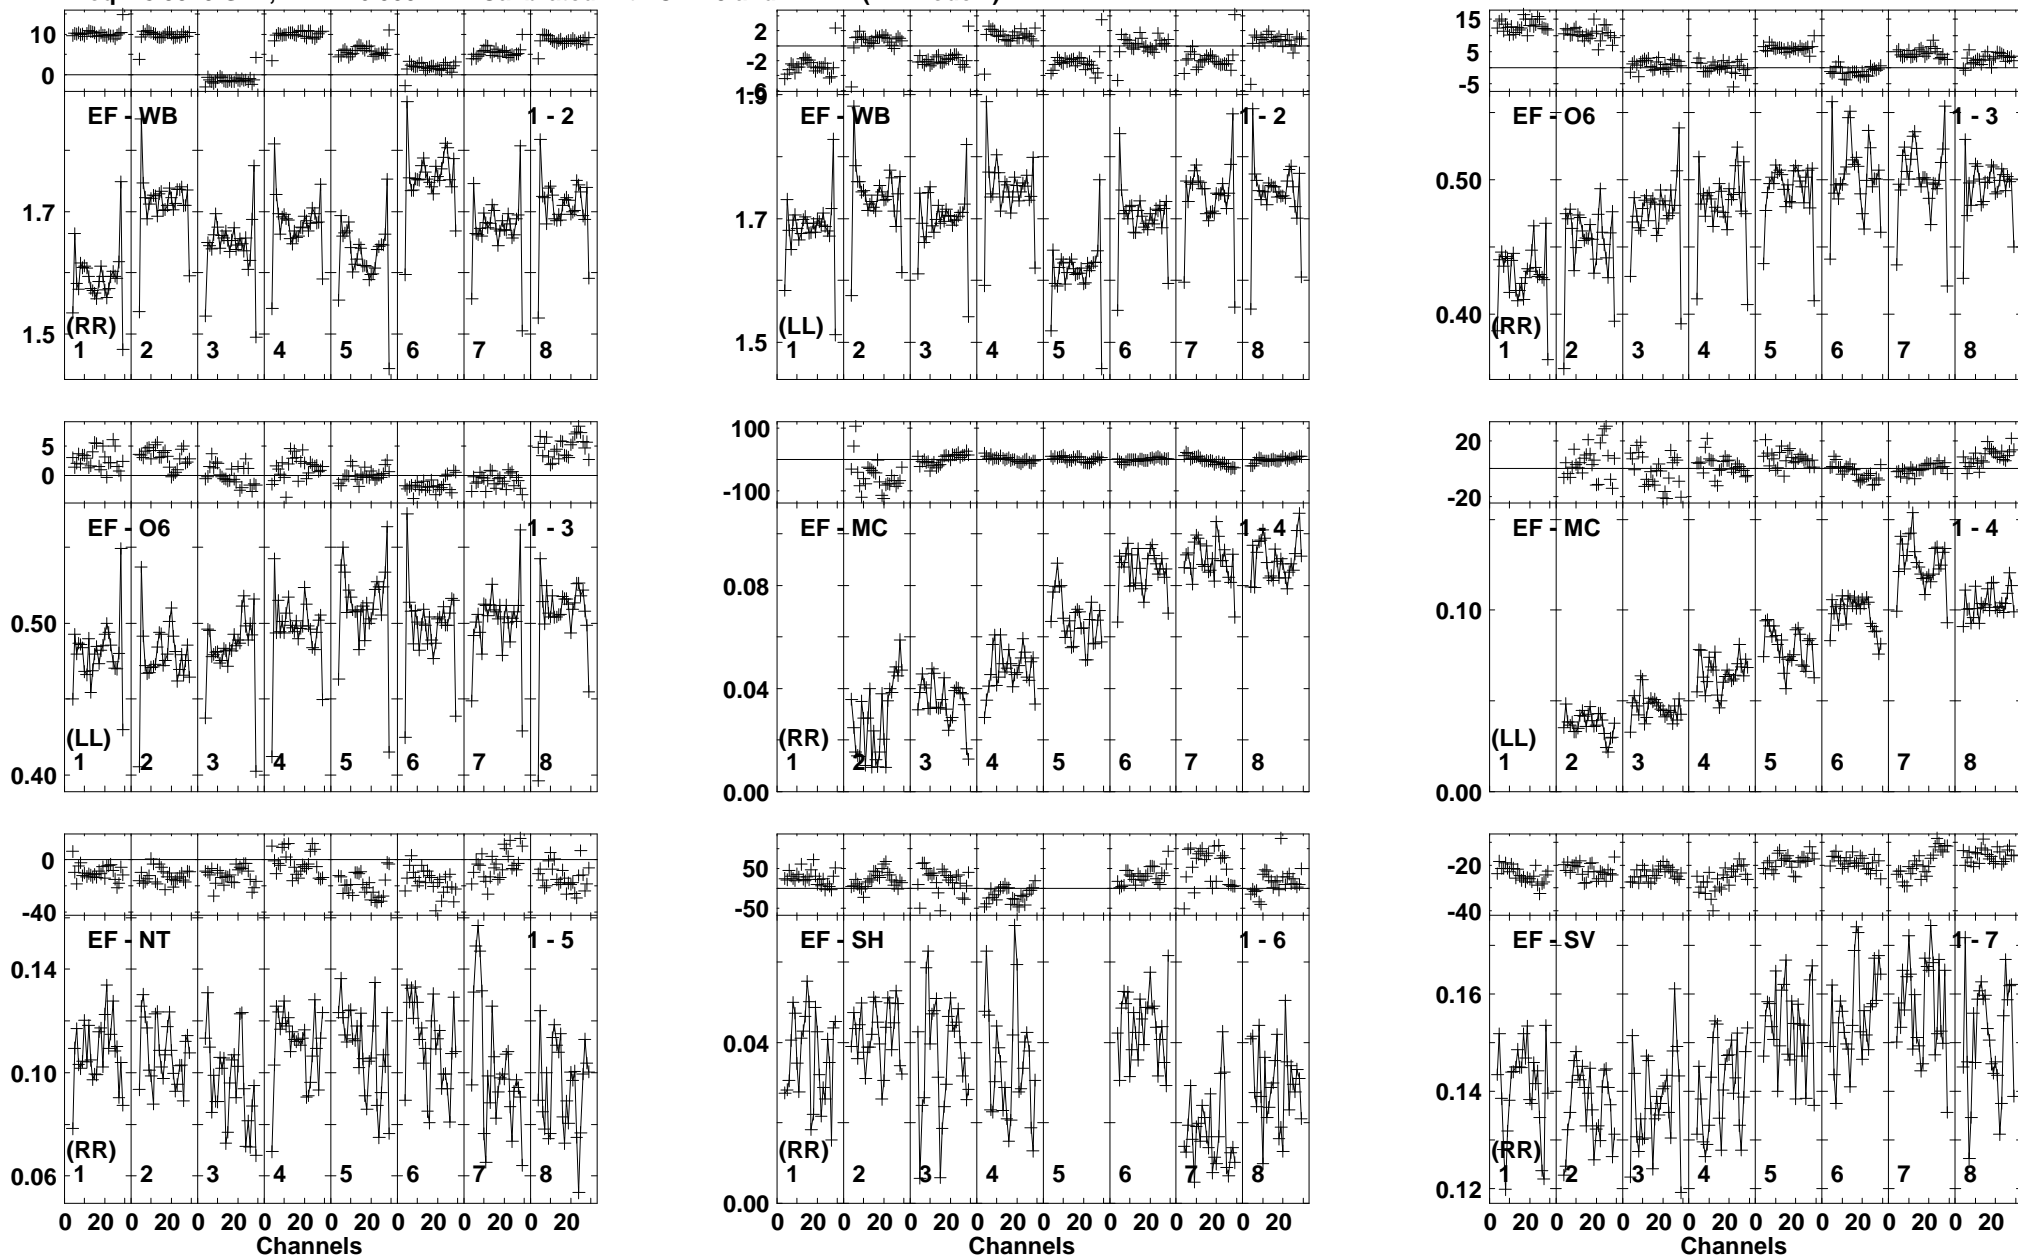 10
0
EF - WB 1 - 2
1.7
1.5
(RR)
1 2 3 4 5 6 7 8
2
-2
-6
1.9
EF - WB 1 - 2
1.7
1.5
(LL)
1 2 3 4 5 6 7 8
15
5
-5
EF - O6 1 - 3
0.50
0.40
(RR)
1 2 3 4 5 6 7 8
5
0
EF - O6 1 - 3
0.50
0.40
(LL)
1 2 3 4 5 6 7 8
100
-100
EF - MC 1 - 4
0.08
0.04
0.00
(RR)
1 2 3 4 5 6 7 8
20
-20
EF - MC 1 - 4
0.10
0.00
(LL)
1 2 3 4 5 6 7 8
0
-40
EF - NT 1 - 5
0.14
0.10
0.06
(RR)
1 2 3 4 5 6 7 8
0 20 0 20 0 20 0 20 0 20 0 20 0 20 0 20
Channels
50
-50
EF - SH 1 - 6
0.04
0.00
(RR)
1 2 3 4 5 6 7 8
0 20 0 20 0 20 0 20 0 20 0 20 0 20 0 20
Channels
-20
-40
EF - SV 1 - 7
0.16
0.14
0.12
(RR)
1 2 3 4 5 6 7 8
0 20 0 20 0 20 0 20 0 20 0 20 0 20 0 20
Channels